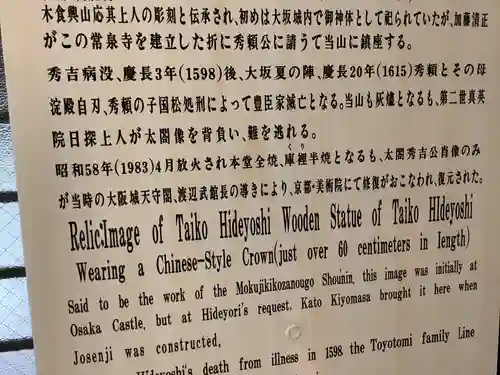 木食興山応其上人の彫刻と伝承され、初めは大坂城内で御神体として祀られていたが、加藤清正
がこの常泉寺を建立した折に秀頼公に請うて当山に鎮座する。
秀吉病没、慶長3年(1598)後、大坂夏の陣、慶長20年(1615)秀頼とその母
淀殿自刃、秀頼の子国松処刑によって豊臣家滅亡となる。当山も灰燼となるも、第二世真英
院日探上人が太閤像を背負い、難を逃れる。
くり
昭和58年(1983)4月放火され本堂全焼、庫裡半焼となるも、太閤秀吉公肖像のみ
が当時の大阪城天守閣、渡辺武館長の導きにより、京都・美術院にて修復がおこなわれ、復元された。
Relic:Image of Taiko Hideyoshi Wooden Statue of Taiko HIdeyoshi
Wearing a Chinese-Style Crown(just over 60 centimeters in length)
Said to be the work of the Mokujikikozanougo Shounin, this image was initially at
Osaka Castle, but at Hideyori's request, Kato Kiyomasa brought it here when
Josenji was constructed.
Hideyoshi's death from illness in 1598 the Toyotomi family Line